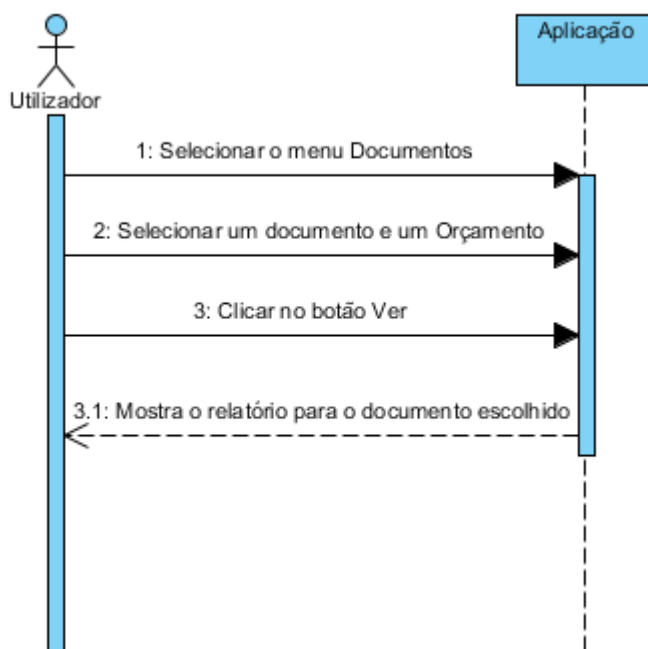 Aplicação
Utilizador
1: Selecionar o menu Documentos
2: Selecionar um documento e um Orçamento
3: Clicar no botão Ver
3.1: Mostra o relatório para o documento escolhido